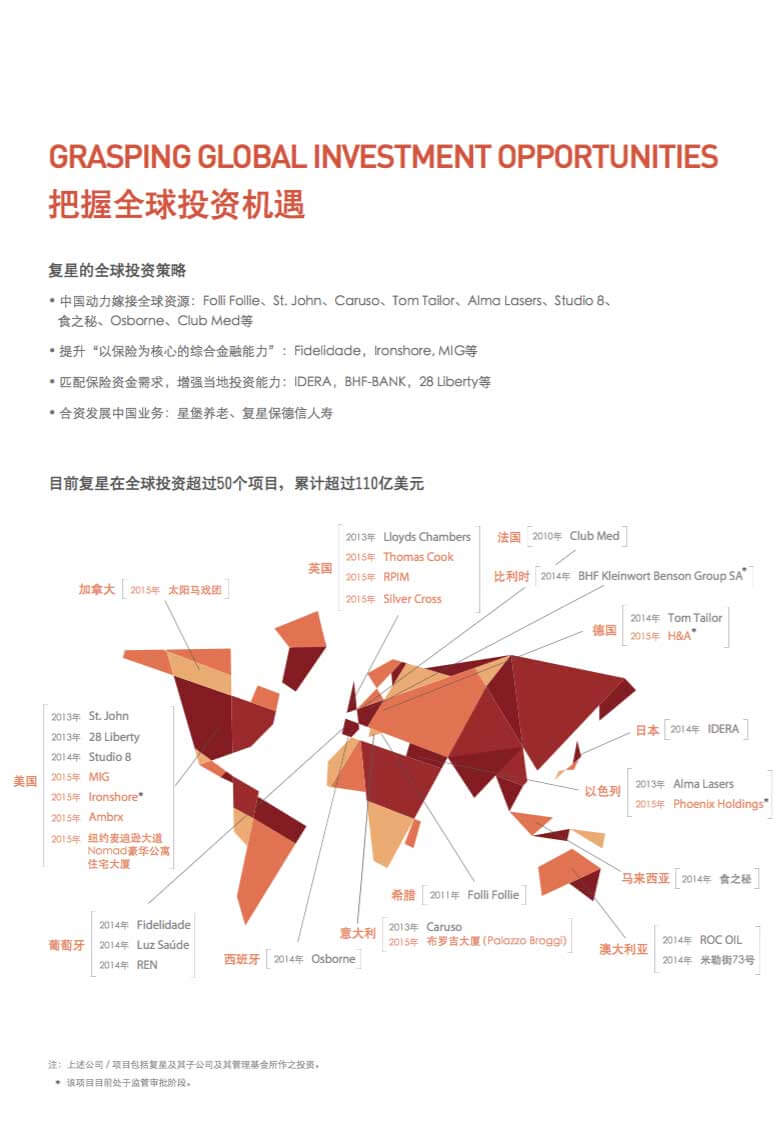 GRASPING GLOBAL INVESTMENT OPPORTUNITIES
把握全球投资机遇
复星的全球投资策略
• 中国动力嫁接全球资源：Folli Follie、St. John、Caruso、Tom Tailor、Alma Lasers、Studio 8、
食之秘、Osborne、Club Med等
• 提升“以保险为核心的综合金融能力”：Fidelidade，Ironshore, MIG等
• 匹配保险资金需求，增强当地投资能力：IDERA，BHF-BANK，28 Liberty等
• 合资发展中国业务：星堡养老、复星保德信人寿
目前复星在全球投资超过50个项目，累计超过110亿美元
加拿大
2015年 太阳马戏团
英国
2013年 Lloyds Chambers
2015年 Thomas Cook
2015年 RPIM
2015年 Silver Cross
法国
2010年 Club Med
比利时
2014年 BHF Kleinwort Benson Group SA*
德国
2014年 Tom Tailor
2015年 H&A*
日本
2014年 IDERA
以色列
2013年 Alma Lasers
2015年 Phoenix Holdings*
美国
2013年 St. John
2013年 28 Liberty
2014年 Studio 8
2015年 MIG
2015年 Ironshore*
2015年 Ambrx
2015年 纽约麦迪逊大道
Nomad豪华公寓
住宅大厦
马来西亚
2014年 食之秘
希腊
2011年 Folli Follie
葡萄牙
2014年 Fidelidade
2014年 Luz Saúde
2014年 REN
西班牙
2014年 Osborne
意大利
2013年 Caruso
2015年 布罗吉大厦 (Palazzo Broggi)
澳大利亚
2014年 ROC OIL
2014年 米勒街73号
注：上述公司 / 项目包括复星及其子公司及其管理基金所作之投资。
* 该项目目前处于监管审批阶段。